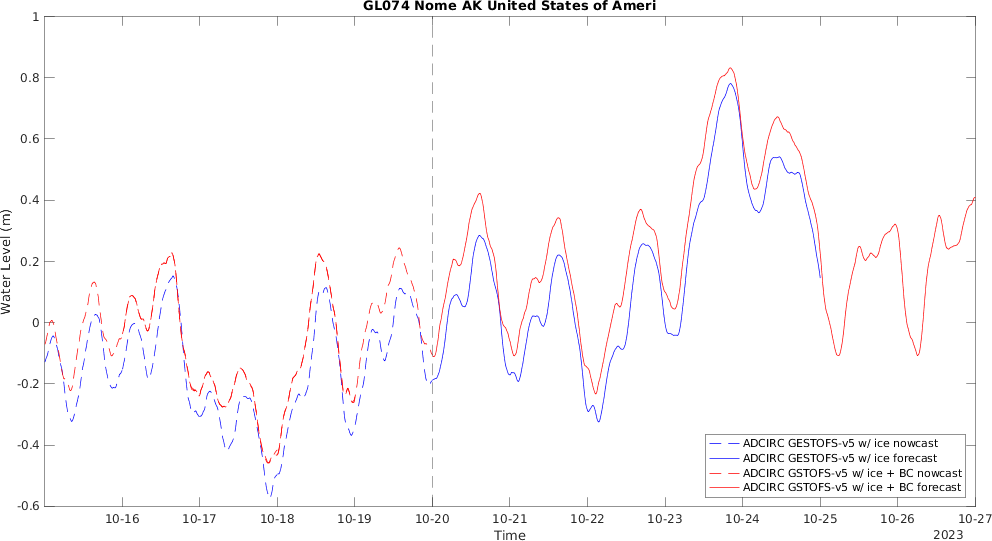 GL074 Nome AK United States of Ameri
1
0.8
0.6
0.4
0.2
0
-0.2
-0.4
-0.6
Water Level (m)
ADCIRC GESTOFS-v5 w/ ice nowcast
ADCIRC GESTOFS-v5 w/ ice forecast
ADCIRC GSTOFS-v5 w/ ice + BC nowcast
ADCIRC GSTOFS-v5 w/ ice + BC forecast
10-16 10-17 10-18 10-19 10-20 10-21 10-22 10-23 10-24 10-25 10-26 10-27
Time
2023